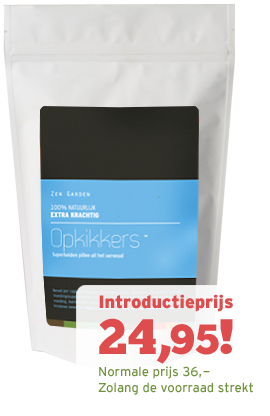 ZEN GARDEN
100% NATUURLIJK
EXTRA KRACHTIG
Opkikkers™
Superhelden pillen uit het oerwoud
Introductieprijs
24,95!
Normale prijs 36,–
Zolang de voorraad strekt